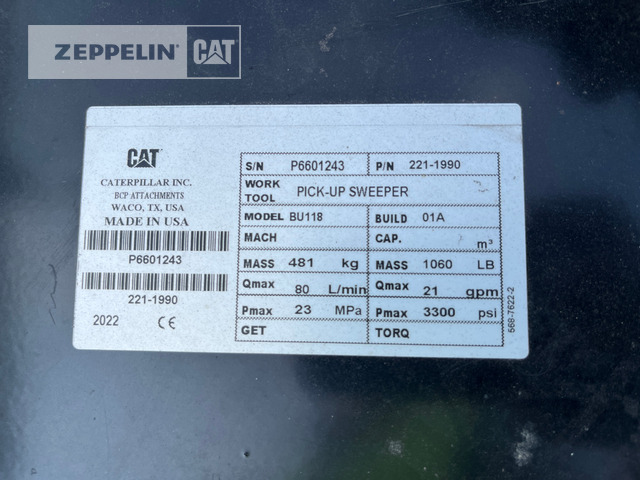 ZEPPELIN CAT
CAT
CATERPILLAR INC.
BCP ATTACHMENTS
WACO, TX, USA
MADE IN USA
P6601243
221-1990
2022 CE
S/N P6601243 P/N 221-1990
WORK TOOL PICK-UP SWEEPER
MODEL BU118 BUILD 01A
MACH CAP. m³
MASS 481 kg MASS 1060 LB
Qmax 80 L/min Qmax 21 gpm
Pmax 23 MPa Pmax 3300 psi
GET TORQ
668-7622-2